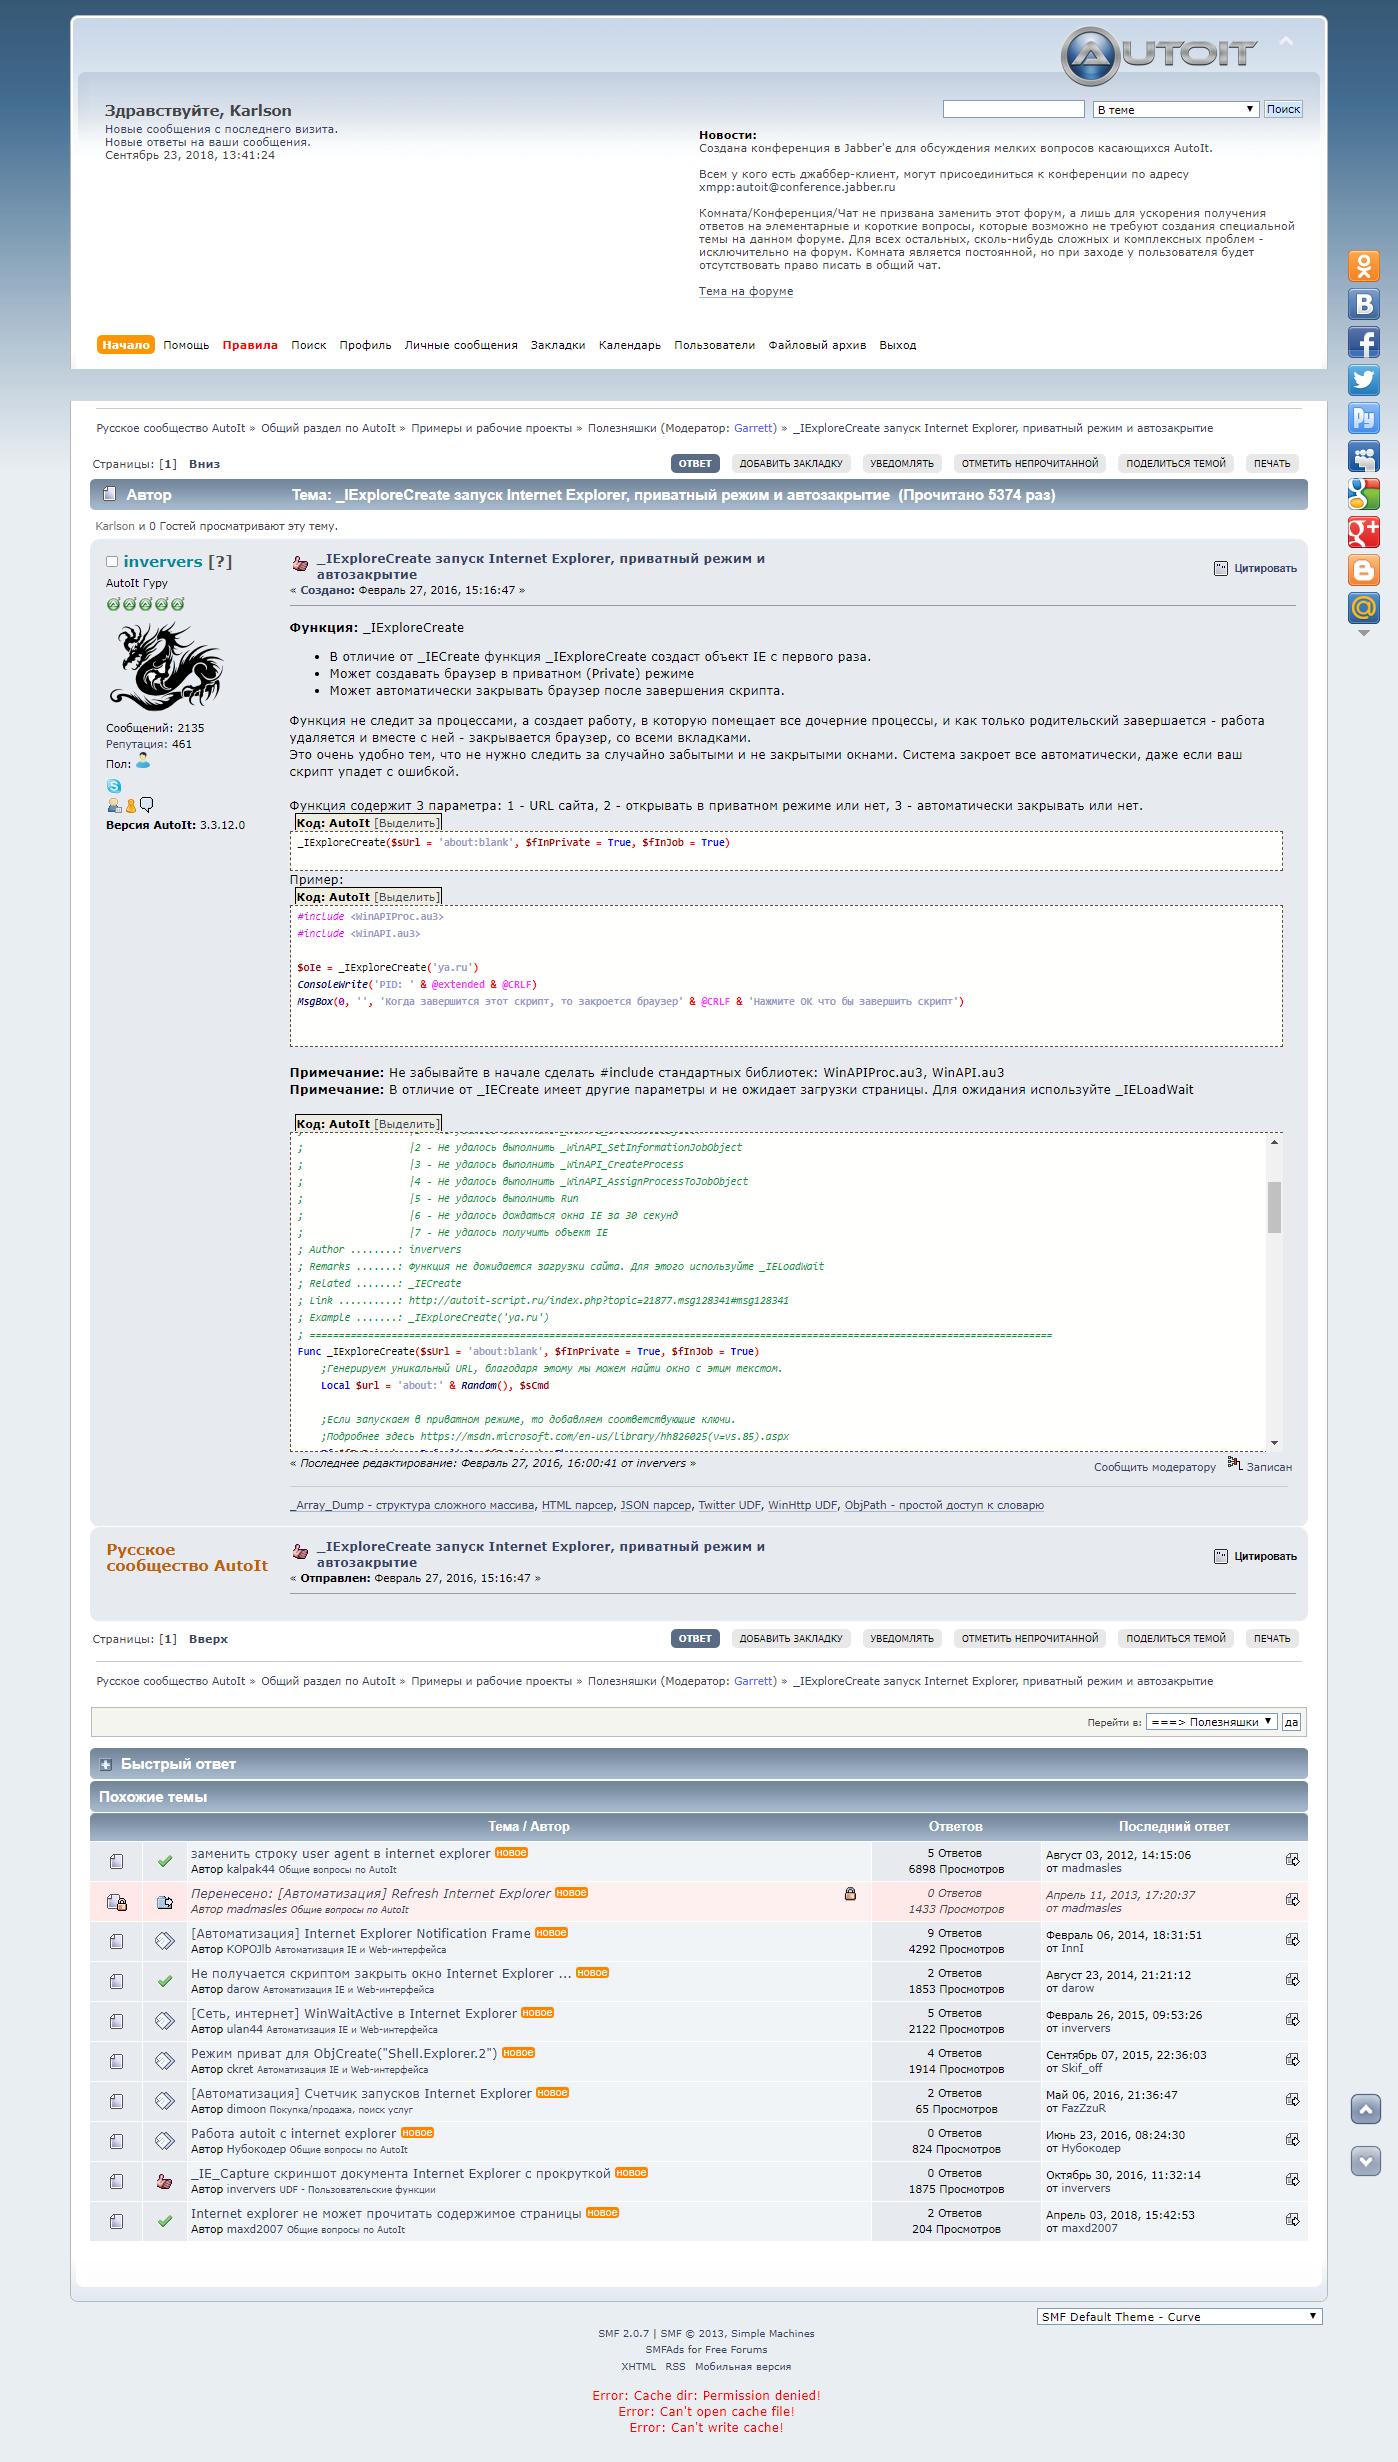 AUTOIT
Здравствуйте, Karlson
Новые сообщения с последнего визита.
Новые ответы на ваши сообщения.
Сентябрь 23, 2018, 13:41:24
В теме Поиск
Новости:
Создана конференция в Jabber'е для обсуждения мелких вопросов касающихся AutoIt.
Всем у кого есть джаббер-клиент, могут присоединиться к конференции по адресу
xmpp:autoit@conference.jabber.ru
Комната/Конференция/Чат не призвана заменить этот форум, а лишь для ускорения получения
ответов на элементарные и короткие вопросы, которые возможно не требуют создания специальной
темы на данном форуме. Для всех остальных, сколь-нибудь сложных и комплексных проблем -
исключительно на форум. Комната является постоянной, но при заходе у пользователя будет
отсутствовать право писать в общий чат.
Тема на форуме
Начало Помощь Правила Поиск Профиль Личные сообщения Закладки Календарь Пользователи Файловый архив Выход
Русское сообщество AutoIt » Общий раздел по AutoIt » Примеры и рабочие проекты » Полезняшки (Модератор: Garrett) » _IExploreCreate запуск Internet Explorer, приватный режим и автозакрытие
Страницы: [1] Вниз
ОТВЕТ ДОБАВИТЬ ЗАКЛАДКУ УВЕДОМЛЯТЬ ОТМЕТИТЬ НЕПРОЧИТАННОЙ ПОДЕЛИТЬСЯ ТЕМОЙ ПЕЧАТЬ
Автор Тема: _IExploreCreate запуск Internet Explorer, приватный режим и автозакрытие (Прочитано 5374 раз)
Karlson и 0 Гостей просматривают эту тему.
inververs [?]
AutoIt Гуру
Сообщений: 2135
Репутация: 461
Пол:
Версия AutoIt: 3.3.12.0
_IExploreCreate запуск Internet Explorer, приватный режим и
автозакрытие
« Создано: Февраль 27, 2016, 15:16:47 »
Цитировать
Функция: _IExploreCreate
• В отличие от _IECreate функция _IExploreCreate создаст объект IE с первого раза.
• Может создавать браузер в приватном (Private) режиме
• Может автоматически закрывать браузер после завершения скрипта.
Функция не следит за процессами, а создает работу, в которую помещает все дочерние процессы, и как только родительский завершается - работа
удаляется и вместе с ней - закрывается браузер, со всеми вкладками.
Это очень удобно тем, что не нужно следить за случайно забытыми и не закрытыми окнами. Система закроет все автоматически, даже если ваш
скрипт упадет с ошибкой.
Функция содержит 3 параметра: 1 - URL сайта, 2 - открывать в приватном режиме или нет, 3 - автоматически закрывать или нет.
Код: AutoIt [Выделить]
_IExploreCreate($sUrl = 'about:blank', $fInPrivate = True, $fInJob = True)
Пример:
Код: AutoIt [Выделить]
#include <WinAPIProc.au3>
#include <WinAPI.au3>
$oIe = _IExploreCreate('ya.ru')
ConsoleWrite('PID: ' & @extended & @CRLF)
MsgBox(0, '', 'Когда завершится этот скрипт, то закроется браузер' & @CRLF & 'Нажмите ОК что бы завершить скрипт')
Примечание: Не забывайте в начале сделать #include стандартных библиотек: WinAPIProc.au3, WinAPI.au3
Примечание: В отличие от _IECreate имеет другие параметры и не ожидает загрузки страницы. Для ожидания используйте _IELoadWait
Код: AutoIt [Выделить]
; |2 - Не удалось выполнить _WinAPI_SetInformationJobObject
; |3 - Не удалось выполнить _WinAPI_CreateProcess
; |4 - Не удалось выполнить _WinAPI_AssignProcessToJobObject
; |5 - Не удалось выполнить Run
; |6 - Не удалось дождаться окна IE за 30 секунд
; |7 - Не удалось получить объект IE
; Author ........: inververs
; Remarks .......: Функция не дожидается загрузки сайта. Для этого используйте _IELoadWait
; Related .......: _IECreate
; Link ..........: http://autoit-script.ru/index.php?topic=21877.msg128341#msg128341
; Example .......: _IExploreCreate('ya.ru')
; ===============================================================================================================================
Func _IExploreCreate($sUrl = 'about:blank', $fInPrivate = True, $fInJob = True)
;Генерируем уникальный URL, благодаря этому мы можем найти окно с этим текстом.
Local $url = 'about:' & Random(), $sCmd
;Если запускаем в приватном режиме, то добавляем соответствующие ключи.
;Подробнее здесь https://msdn.microsoft.com/en-us/library/hh826025(v=vs.85).aspx
« Последнее редактирование: Февраль 27, 2016, 16:00:41 от inververs »
Сообщить модератору Записан
_Array_Dump - структура сложного массива, HTML парсер, JSON парсер, Twitter UDF, WinHttp UDF, ObjPath - простой доступ к словарю
Русское
сообщество AutoIt
_IExploreCreate запуск Internet Explorer, приватный режим и
автозакрытие
« Отправлен: Февраль 27, 2016, 15:16:47 »
Цитировать
Страницы: [1] Вверх
ОТВЕТ ДОБАВИТЬ ЗАКЛАДКУ УВЕДОМЛЯТЬ ОТМЕТИТЬ НЕПРОЧИТАННОЙ ПОДЕЛИТЬСЯ ТЕМОЙ ПЕЧАТЬ
Русское сообщество AutoIt » Общий раздел по AutoIt » Примеры и рабочие проекты » Полезняшки (Модератор: Garrett) » _IExploreCreate запуск Internet Explorer, приватный режим и автозакрытие
Перейти в: ===> Полезняшки да
Быстрый ответ
Похожие темы
Тема / Автор Ответов Последний ответ
заменить строку user agent в internet explorer новое
Автор kalpak44 Общие вопросы по AutoIt
5 Ответов
6898 Просмотров
Август 03, 2012, 14:15:06
от madmasles
Перенесено: [Автоматизация] Refresh Internet Explorer новое
Автор madmasles Общие вопросы по AutoIt
0 Ответов
1433 Просмотров
Апрель 11, 2013, 17:20:37
от madmasles
[Автоматизация] Internet Explorer Notification Frame новое
Автор KOPOJIb Автоматизация IE и Web-интерфейса
9 Ответов
4292 Просмотров
Февраль 06, 2014, 18:31:51
от InnI
Не получается скриптом закрыть окно Internet Explorer ... новое
Автор darow Автоматизация IE и Web-интерфейса
2 Ответов
1853 Просмотров
Август 23, 2014, 21:21:12
от darow
[Сеть, интернет] WinWaitActive в Internet Explorer новое
Автор ulan44 Автоматизация IE и Web-интерфейса
5 Ответов
2122 Просмотров
Февраль 26, 2015, 09:53:26
от inververs
Режим приват для ObjCreate("Shell.Explorer.2") новое
Автор ckret Автоматизация IE и Web-интерфейса
4 Ответов
1914 Просмотров
Сентябрь 07, 2015, 22:36:03
от Skif_off
[Автоматизация] Счетчик запусков Internet Explorer новое
Автор dimoon Покупка/продажа, поиск услуг
2 Ответов
65 Просмотров
Май 06, 2016, 21:36:47
от FazZzuR
Работа autoit с internet explorer новое
Автор Нубокодер Общие вопросы по AutoIt
0 Ответов
824 Просмотров
Июнь 23, 2016, 08:24:30
от Нубокодер
_IE_Capture скриншот документа Internet Explorer с прокруткой новое
Автор inververs UDF - Пользовательские функции
0 Ответов
1875 Просмотров
Октябрь 30, 2016, 11:32:14
от inververs
Internet explorer не может прочитать содержимое страницы новое
Автор maxd2007 Общие вопросы по AutoIt
2 Ответов
204 Просмотров
Апрель 03, 2018, 15:42:53
от maxd2007
SMF Default Theme - Curve
SMF 2.0.7 | SMF © 2013, Simple Machines
SMFAds for Free Forums
XHTML RSS Мобильная версия
Error: Cache dir: Permission denied!
Error: Can't open cache file!
Error: Can't write cache!